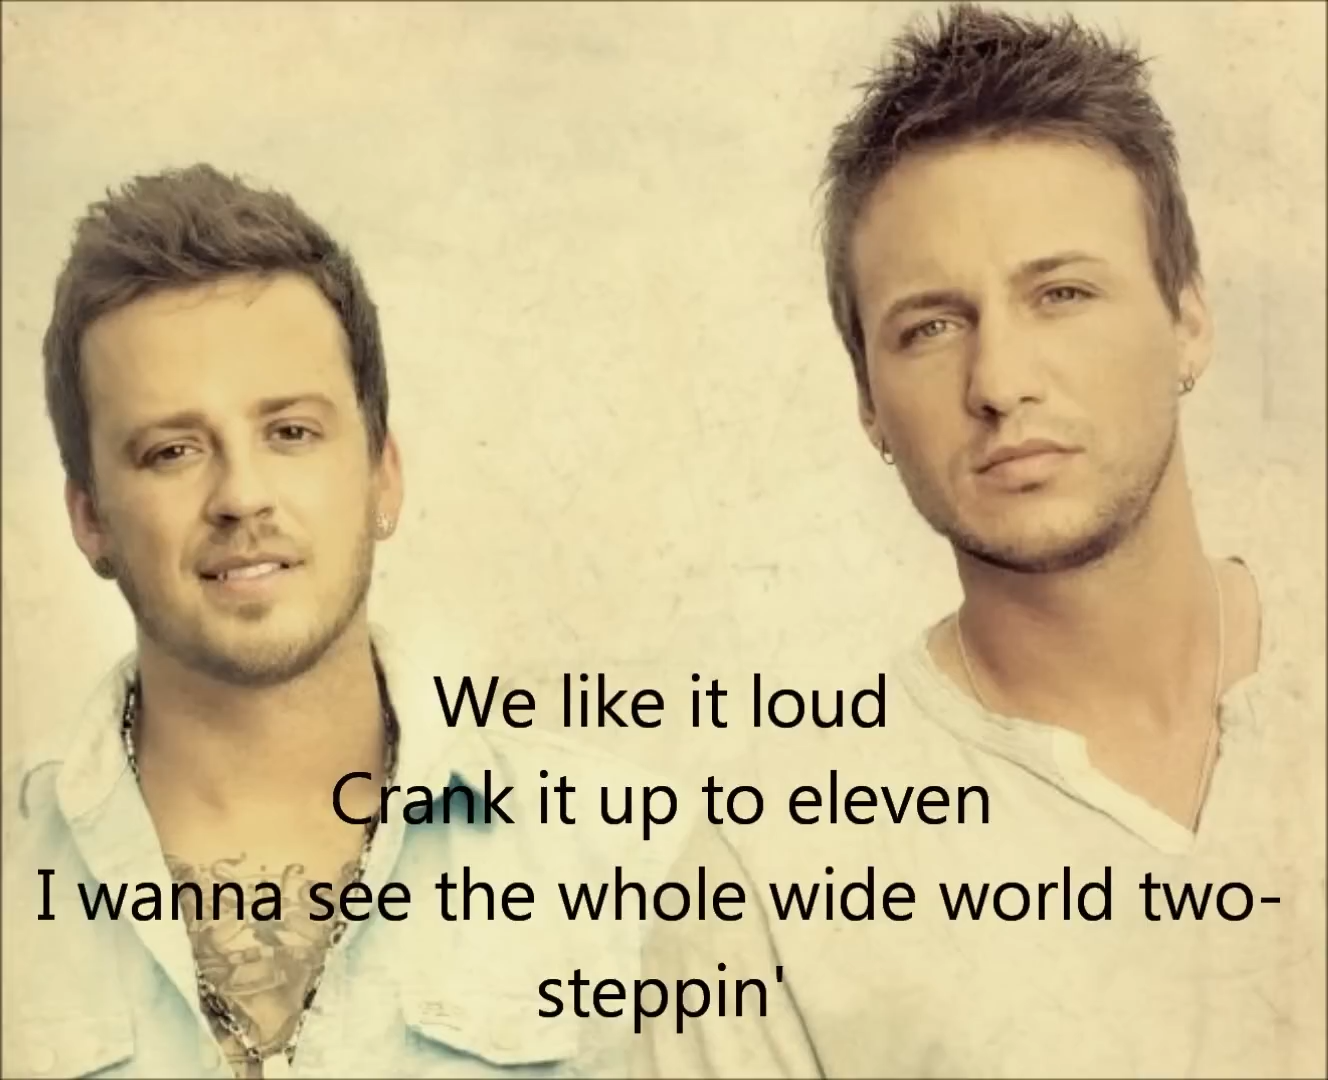 We like it loud
Crank it up to eleven
I wanna see the whole wide world two-
steppin'